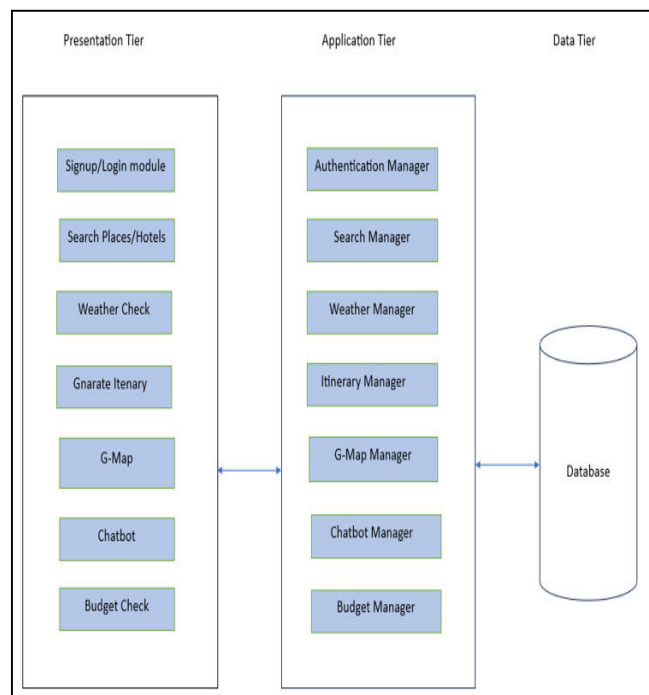 Presentation Tier
Application Tier
Data Tier
Signup/Login module
Search Places/Hotels
Weather Check
Gnarate Itenary
G-Map
Chatbot
Budget Check
Authentication Manager
Search Manager
Weather Manager
Itinerary Manager
G-Map Manager
Chatbot Manager
Budget Manager
Database